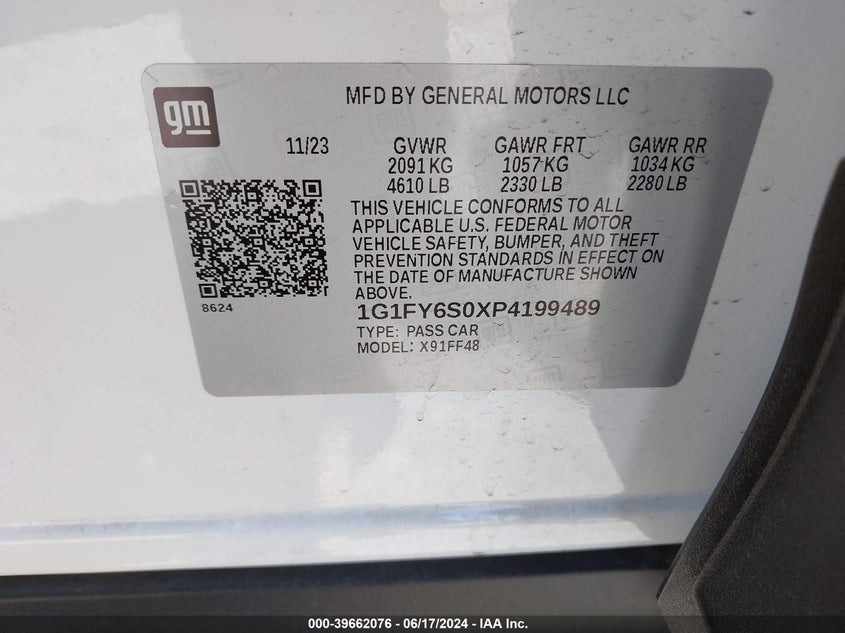 MFD BY GENERAL MOTORS LLC
gm
11/23 GVWR GAWR FRT GAWR RR
2091 KG 1057 KG 1034 KG
4610 LB 2330 LB 2280 LB
THIS VEHICLE CONFORMS TO ALL
APPLICABLE U.S. FEDERAL MOTOR
VEHICLE SAFETY, BUMPER, AND THEFT
PREVENTION STANDARDS IN EFFECT ON
THE DATE OF MANUFACTURE SHOWN
ABOVE.
8624
1G1FY6S0XP4199489
TYPE: PASS CAR
MODEL: X91FF48
000-39662076 - 06/17/2024 - IAA Inc.